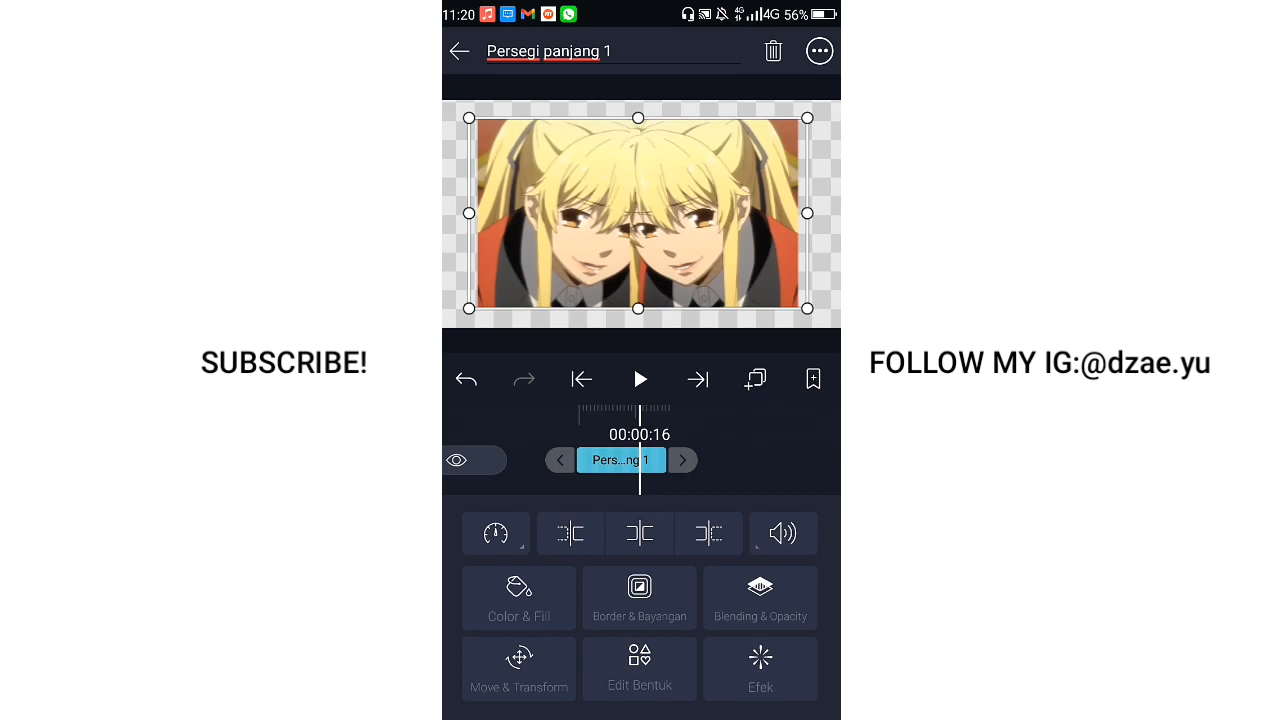 11:20
4G
4G 56%
Persegi panjang 1
SUBSCRIBE!
FOLLOW MY IG:@dzae.yu
00:00:16
Pers...ng 1
Color & Fill
Border & Bayangan
Blending & Opacity
Move & Transform
Edit Bentuk
Efek